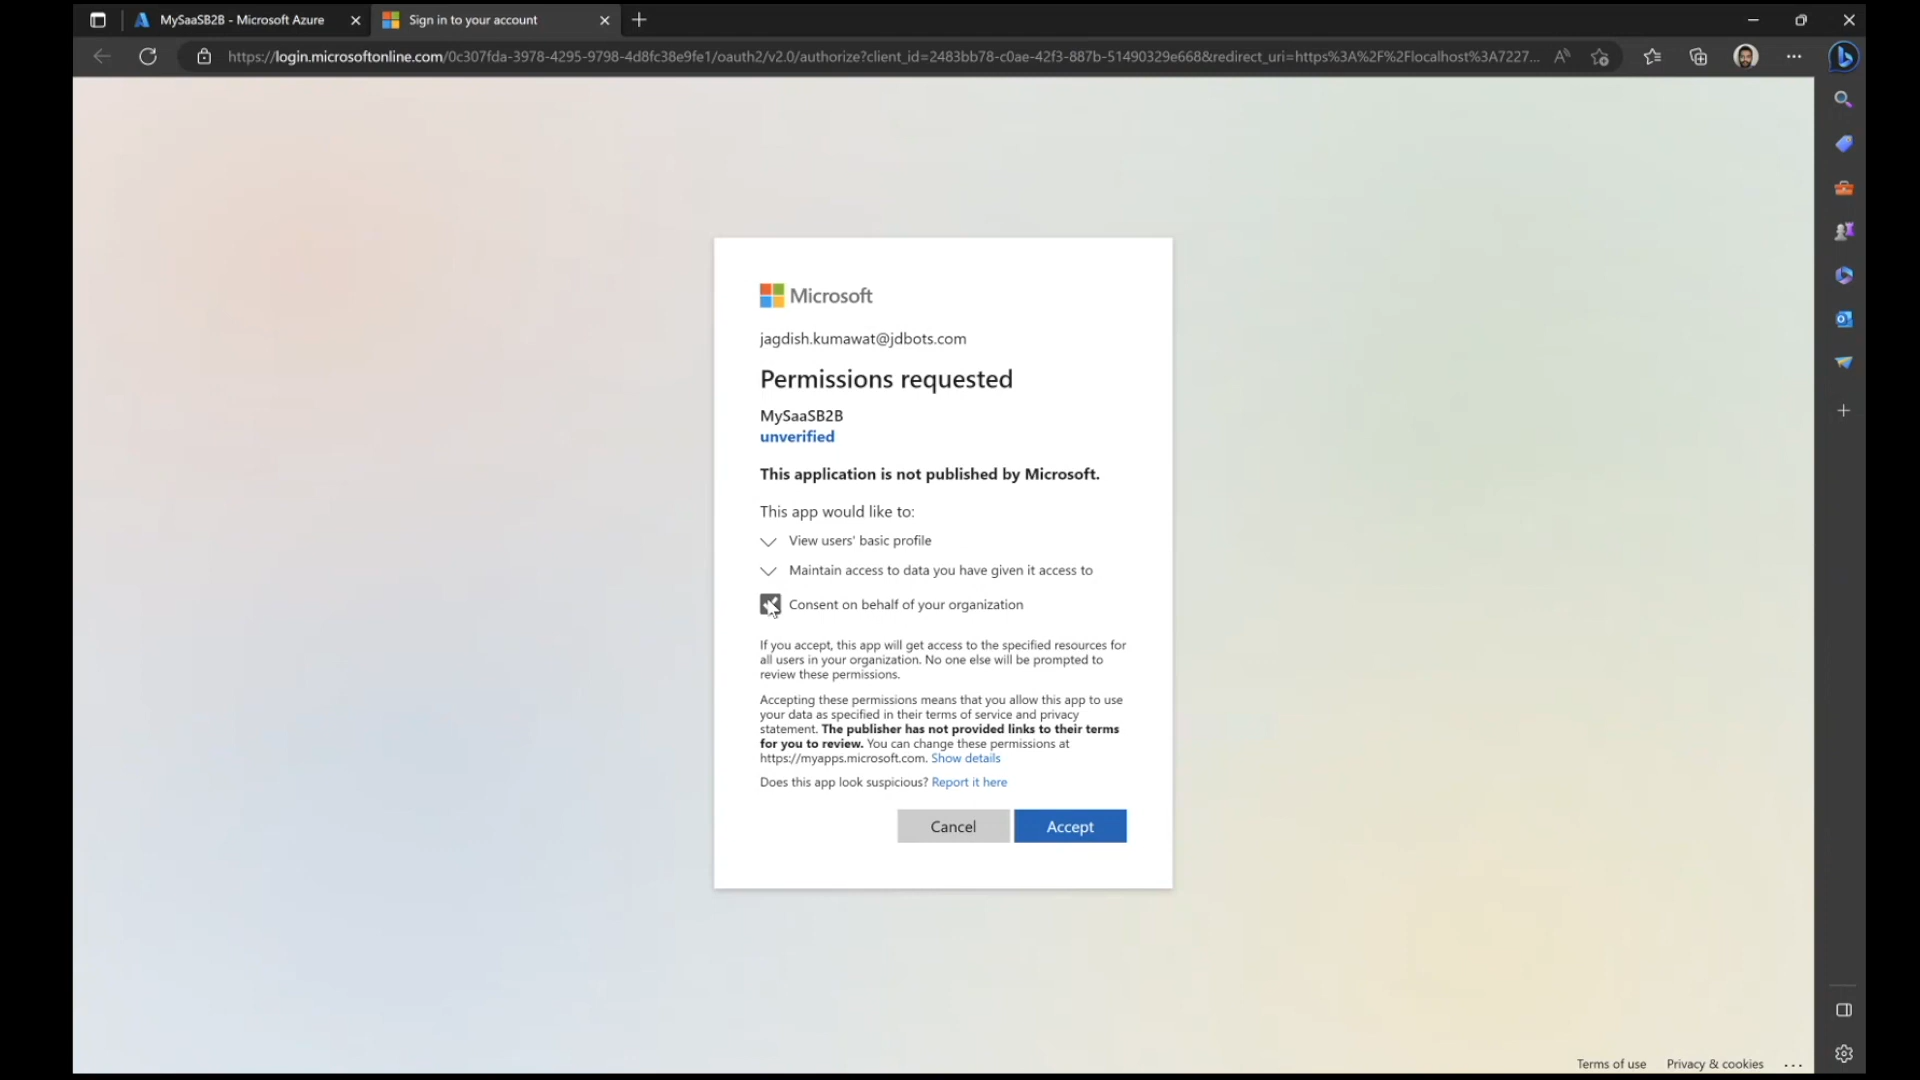 MySaaSB2B - Microsoft Azure
Sign in to your account
https://login.microsoftonline.com/0c307fda-3978-4295-9798-4d8fc38e9fe1/oauth2/v2.0/authorize?client_id=2483bb78-c0ae-42f3-887b-51490329e668&redirect_uri=https%3A%2F%2Flocalhost%3A7227...
Microsoft
jagdish.kumawat@jdbots.com
Permissions requested
MySaaSB2B
unverified
This application is not published by Microsoft.
This app would like to:
View users' basic profile
Maintain access to data you have given it access to
Consent on behalf of your organization
If you accept, this app will get access to the specified resources for
all users in your organization. No one else will be prompted to
review these permissions.
Accepting these permissions means that you allow this app to use
your data as specified in their terms of service and privacy
statement. The publisher has not provided links to their terms
for you to review. You can change these permissions at
https://myapps.microsoft.com. Show details
Does this app look suspicious? Report it here
Cancel Accept
Terms of use Privacy & cookies ...